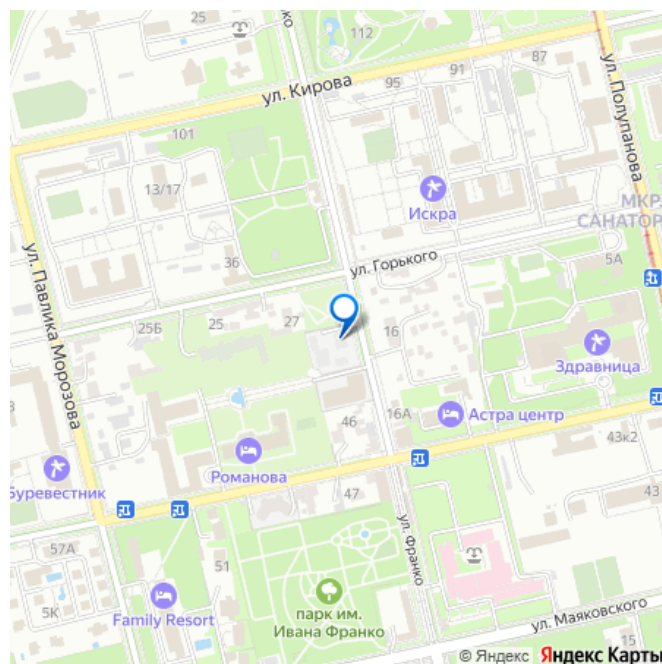 112
ул. Кирова
95
91
87
ул. Полупанова
101
13/17
Искра
МКР.
САНАТОР
36
ул. Горького
5А
ул. Павлика Морозова
25Б
25
27
16
Здравница
46
16А
Астра центр
Романова
43к2
Буревестник
47
43
ул. Франко
57А
51
5К
Family Resort
парк им.
Ивана Франко
ул. Маяковского
15
© Яндекс Яндекс Карты